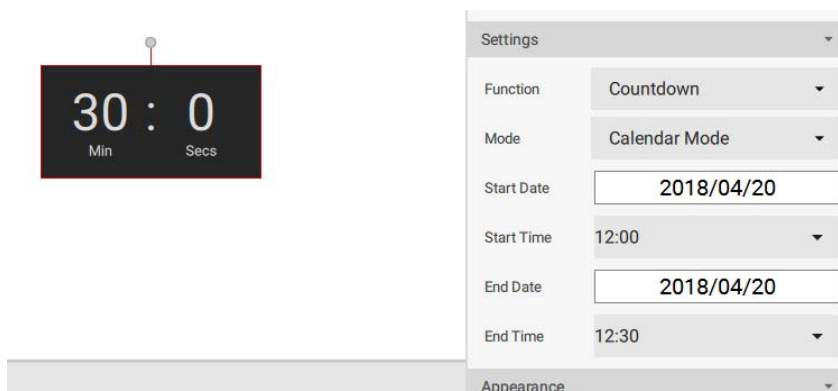 30 : 0
Min Secs
Settings
Function Countdown
Mode Calendar Mode
Start Date 2018/04/20
Start Time 12:00
End Date 2018/04/20
End Time 12:30
Appearance